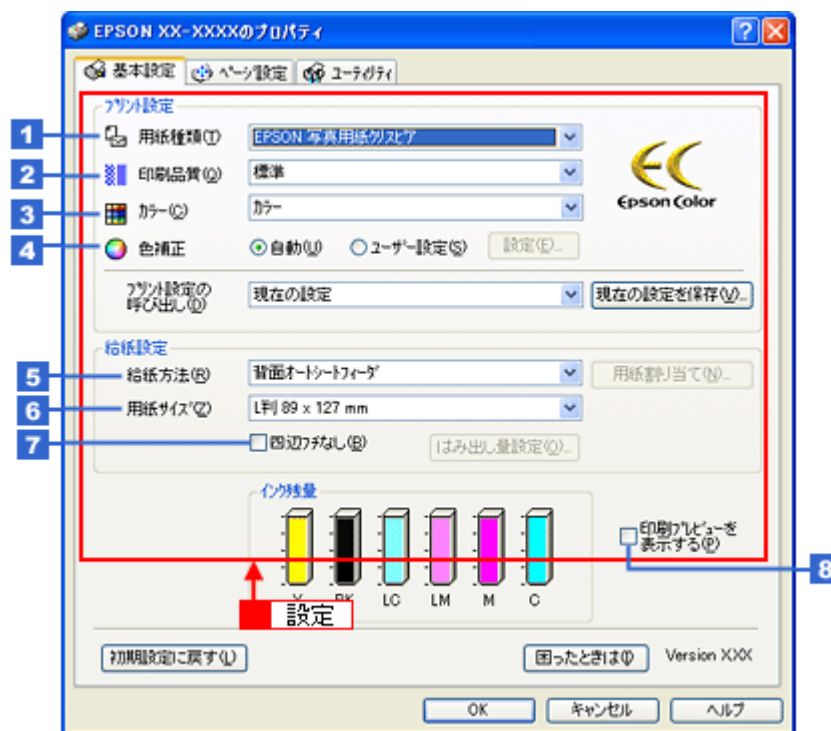 EPSON XX-XXXXのプロパティ
基本設定 ページ設定 ユーティリティ
プリント設定
1 用紙種類(T) EPSON 写真用紙クリスピア
2 印刷品質(Q) 標準
Epson Color
3 カラー(C) カラー
4 色補正 自動(U) ユーザー設定(S) 設定(E)...
プリント設定の
呼び出し(D) 現在の設定 現在の設定を保存(V)...
給紙設定
5 給紙方法(R) 背面オートシートフィーダ 用紙割り当て(N)...
6 用紙サイズ(Z) L判 89 x 127 mm
7 四辺フチなし(B) はみ出し量設定(O)...
インク残量
印刷プレビューを
表示する(P)
8
Y BK LC LM M C
設定
初期設定に戻す(L) 困ったときは(I) Version XXX
OK キャンセル ヘルプ